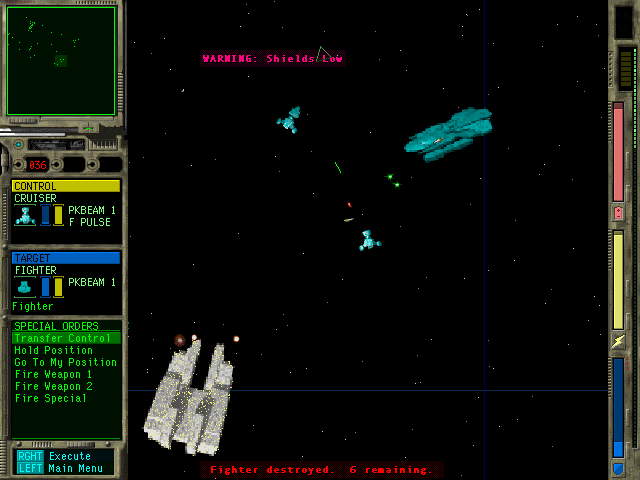 WARNING: Shields Low
036
CONTROL
CRUISER
PKBEAM 1
F PULSE
TARGET
FIGHTER
PKBEAM 1
Fighter
SPECIAL ORDERS
Transfer Control
Hold Position
Go To My Position
Fire Weapon 1
Fire Weapon 2
Fire Special
RGHT Execute
LEFT Main Menu
Fighter destroyed. 6 remaining.